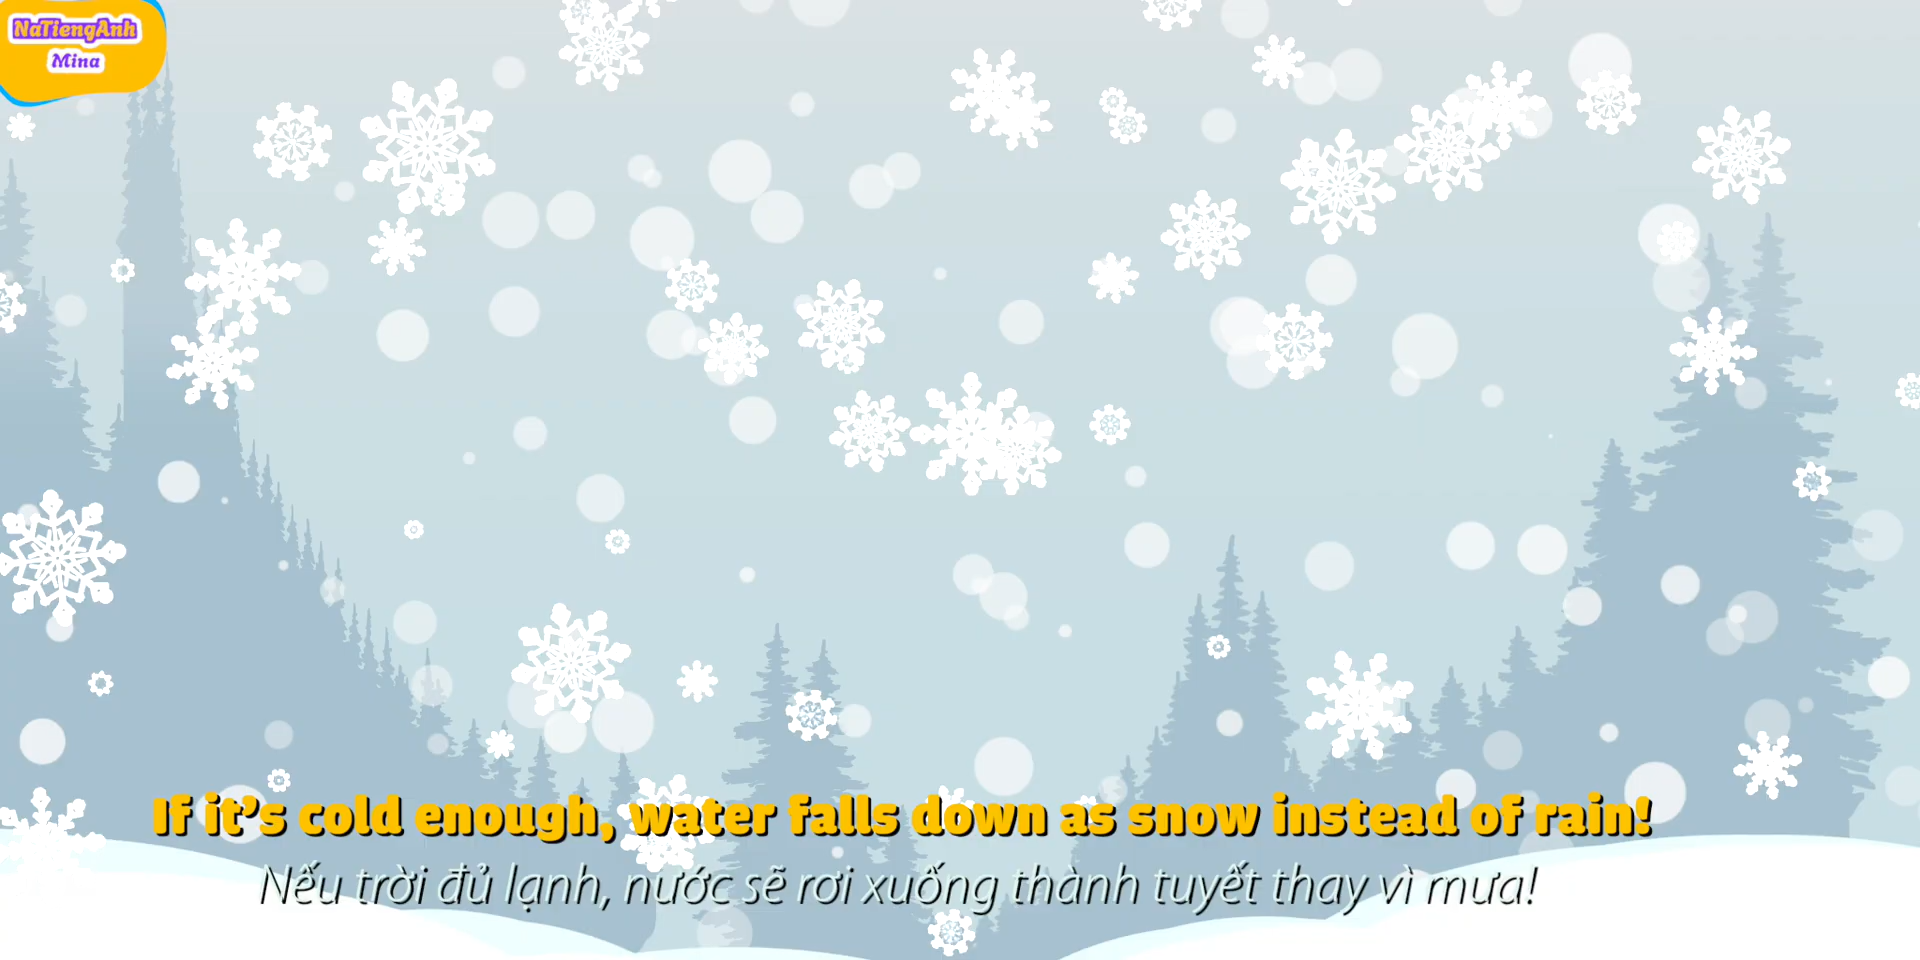 NaTiengAnh
Mina
If it's cold enough, water falls down as snow instead of rain!
Nếu trời đủ lạnh, nước sẽ rơi xuống thành tuyết thay vì mưa!